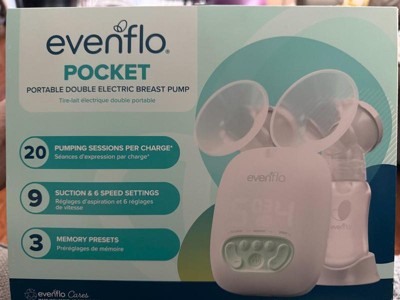 evenflo®
POCKET
PORTABLE DOUBLE ELECTRIC BREAST PUMP
Tire-lait électrique double portable
20 PUMPING SESSIONS PER CHARGE*
Séances d'expression par charge*
9 SUCTION & 6 SPEED SETTINGS
Réglages d'aspiration et 6 réglages
de vitesse
3 MEMORY PRESETS
Préréglages de mémoire
evenflo
evenflo Cares